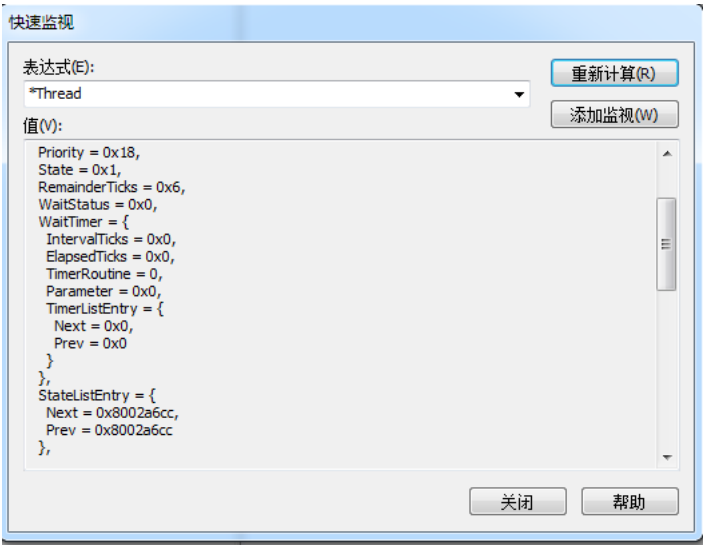 快速监视
表达式(E):
重新计算(R)
*Thread
添加监视(W)
值(V):
Priority = 0x18,
State = 0x1,
RemainderTicks = 0x6,
WaitStatus = 0x0,
WaitTimer = {
IntervalTicks = 0x0,
ElapsedTicks = 0x0,
TimerRoutine = 0,
Parameter = 0x0,
TimerListEntry = {
Next = 0x0,
Prev = 0x0
}
},
StateListEntry = {
Next = 0x8002a6cc,
Prev = 0x8002a6cc
},
关闭
帮助